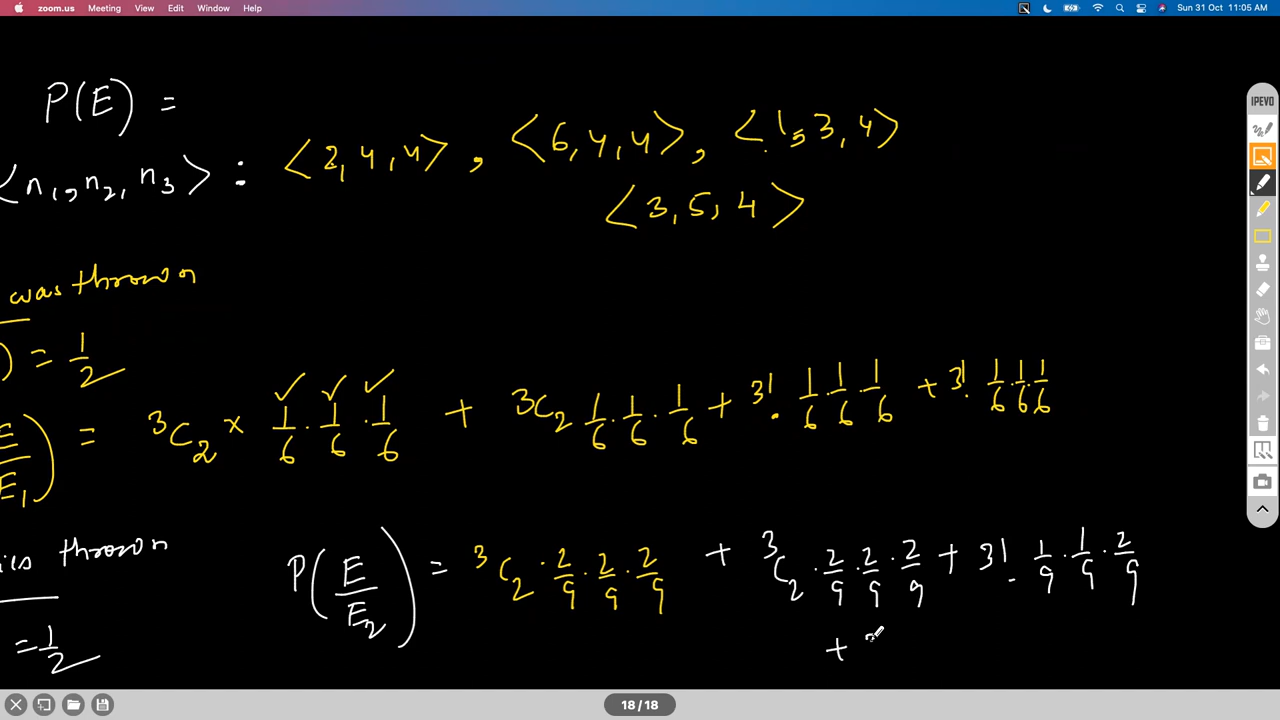 zoom.us Meeting View Edit Window Help Sun 31 Oct 11:05 AM
IPEVO
P(E) =
<n₁, n₂, n₃> : <2, 4, 4>, <6, 4, 4>, <1, 3, 4>
<3, 5, 4>
was thrown
) = 1/2
E/E₁) = ³C₂ × 1/6 · 1/6 · 1/6 + ³C₂ 1/6 · 1/6 · 1/6 + 3! 1/6 · 1/6 · 1/6 + 3! 1/6 · 1/6 · 1/6
is thrown
P(E/E₂) = ³C₂ · 2/9 · 2/9 · 2/9 + ³C₂ · 2/9 · 2/9 · 2/9 + 3! 1/9 · 1/9 · 2/9
+
= 1/2
18 / 18